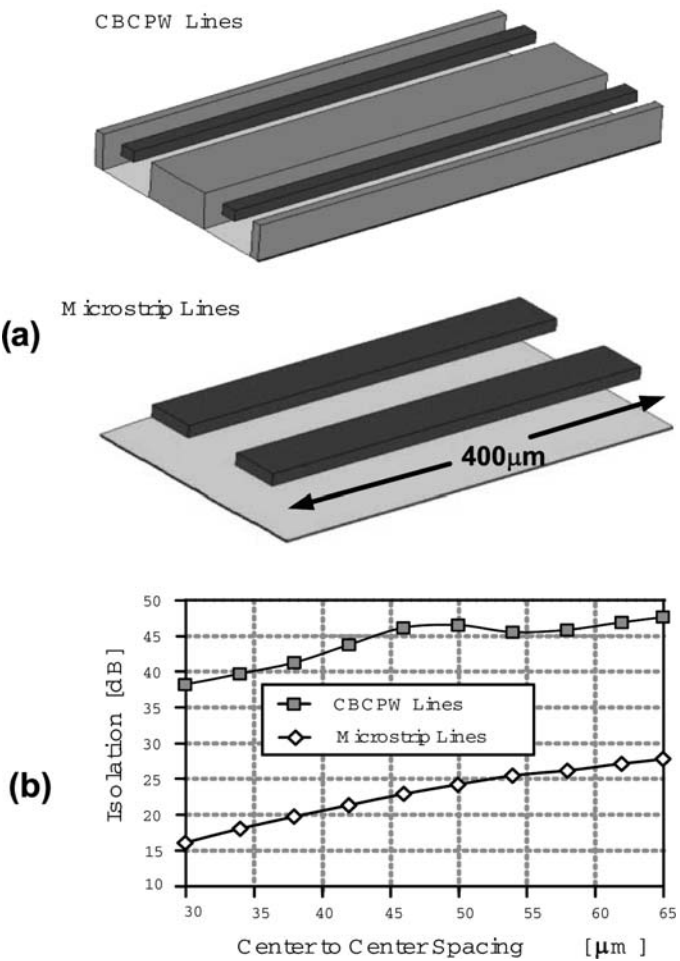 CBCPW Lines
(a)
Microstrip Lines
400μm
(b)
Isolation [dB]
50
45
40
35
30
25
20
15
10
CBCPW Lines
Microstrip Lines
30 35 40 45 50 55 60 65
Center to Center Spacing [μm]